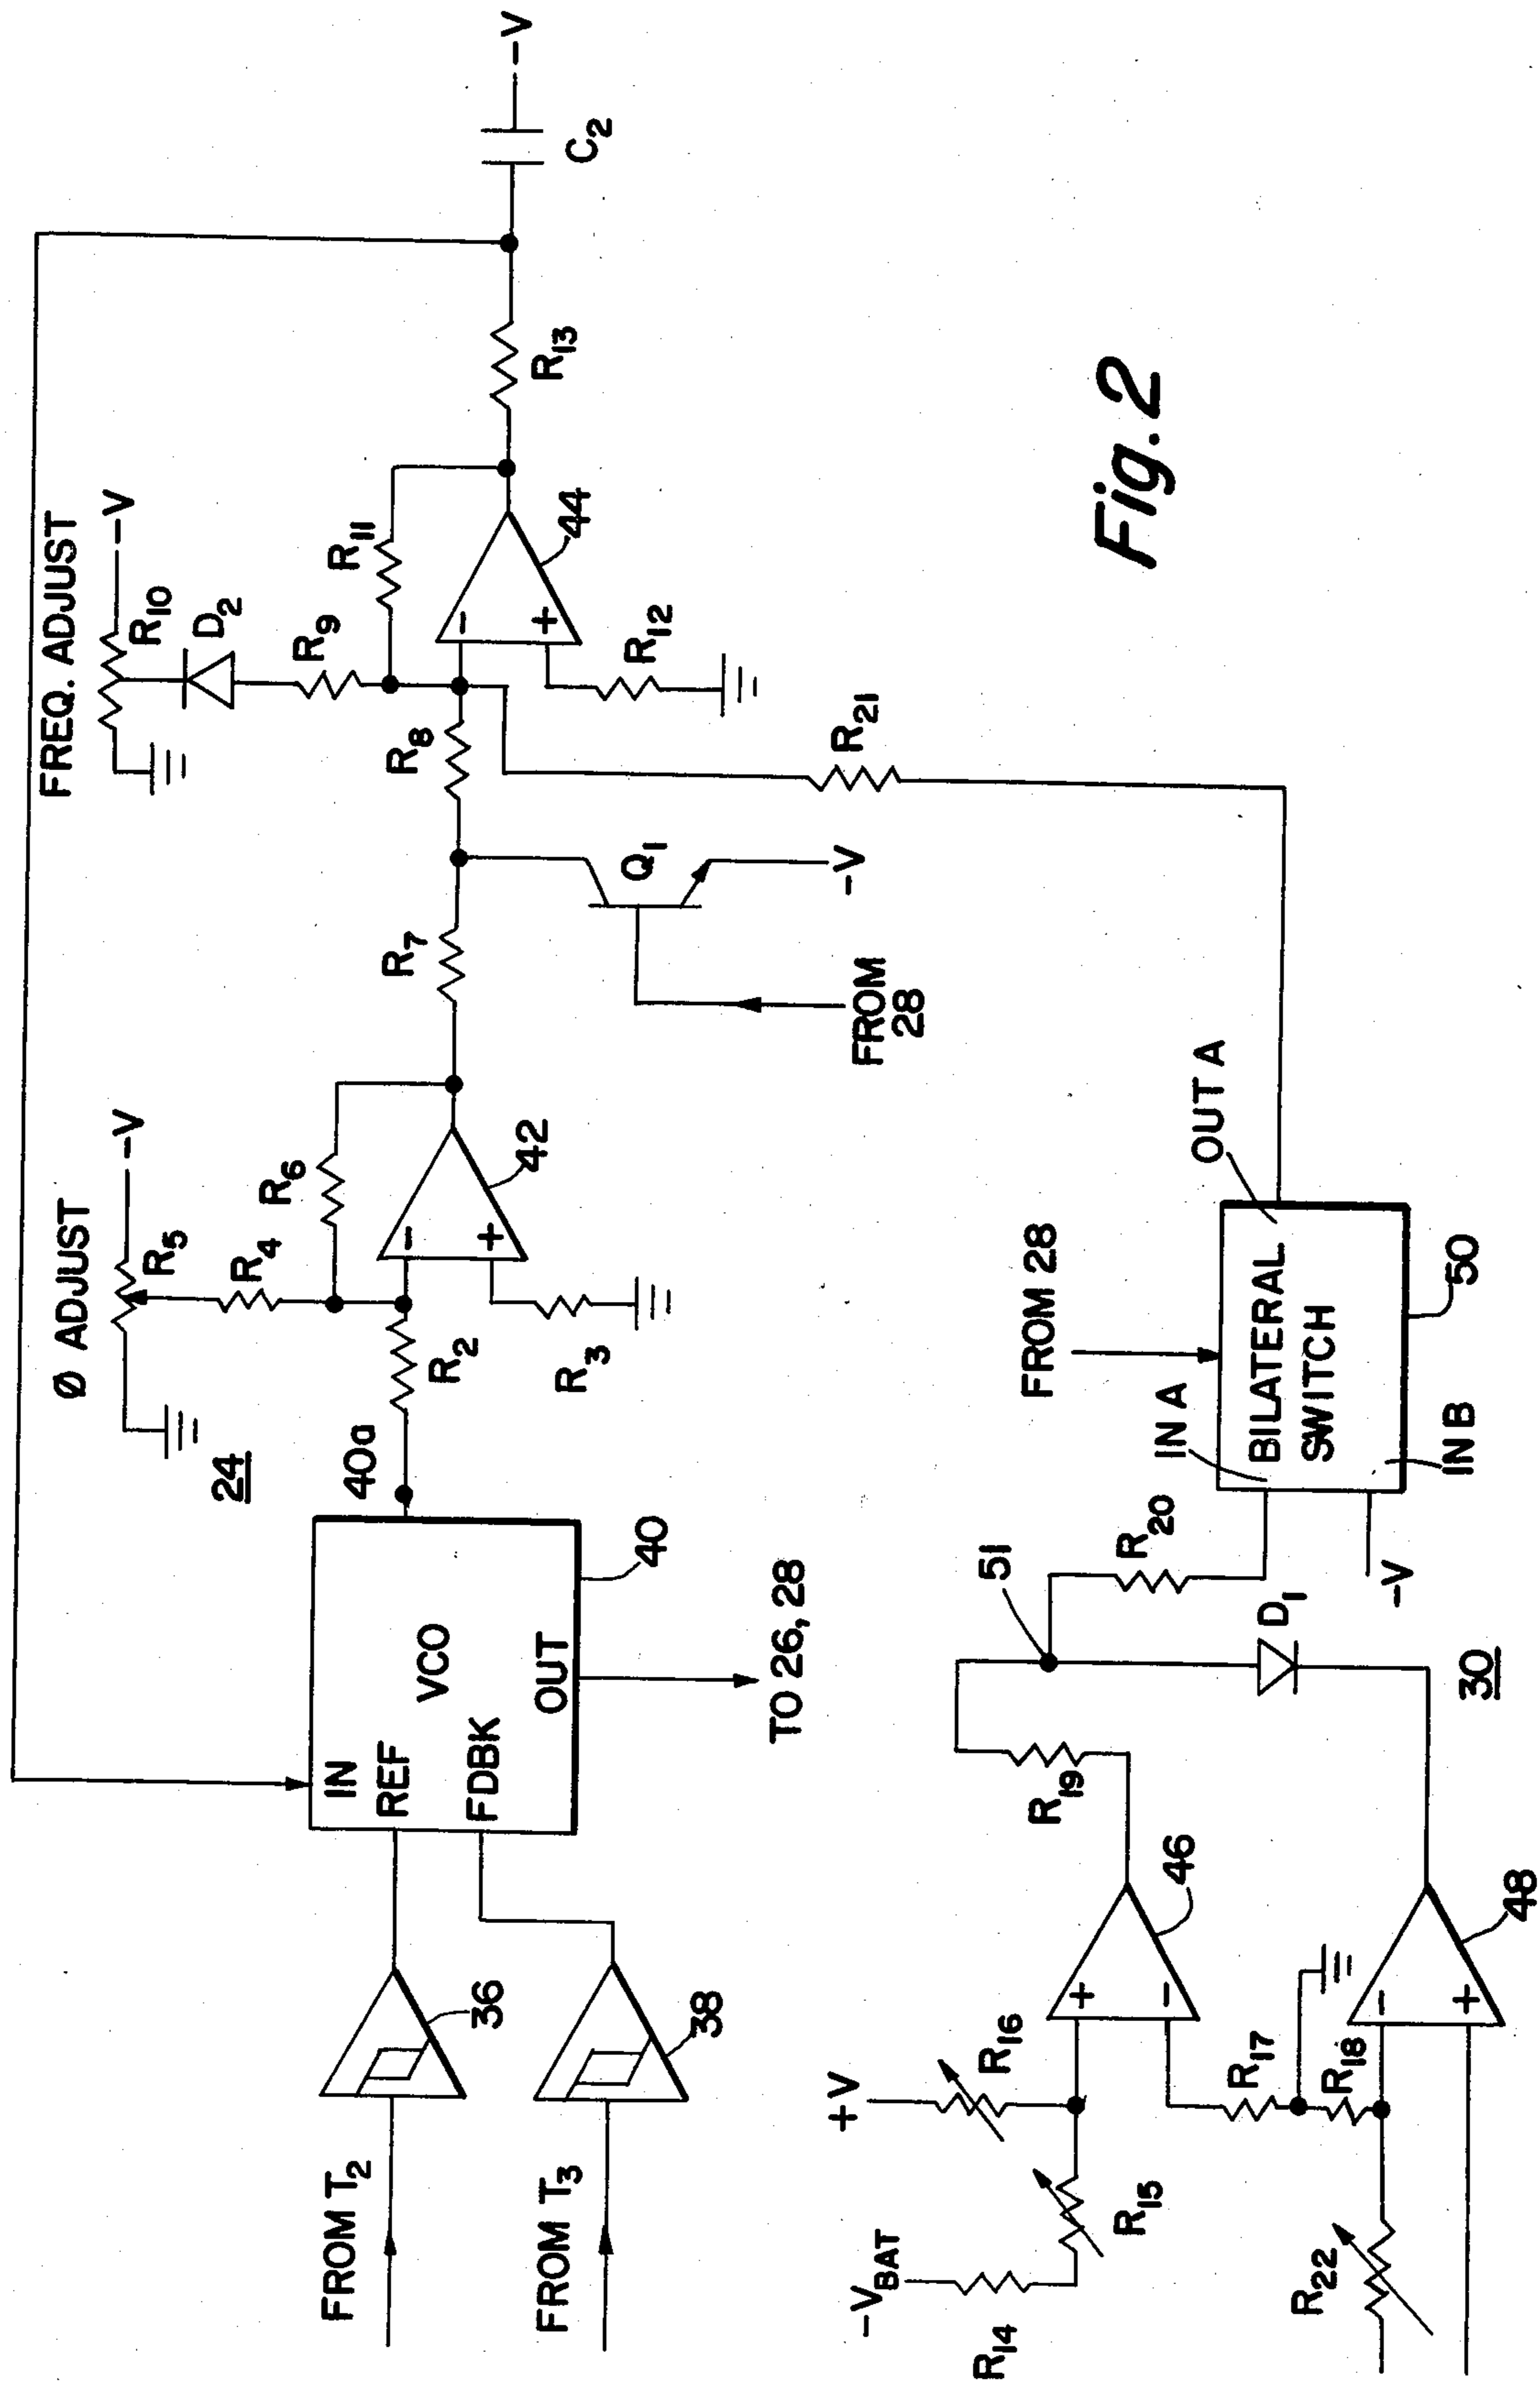 FREQ. ADJUST
-V
R10
D2
R9
R11
-
+
44
R12
R13
C2
-V
R8
R21
Ø ADJUST
-V
R5
R4
R6
24
-
+
42
R2
R3
R7
Q1
-V
FROM
28
40a
IN
REF
VCO
FDBK
OUT
40
TO 26, 28
FROM T2
36
FROM T3
38
Fig. 2
+V
-VBAT
R14
R15
R16
+
-
46
R17
R18
R22
-
+
48
R19
51
R20
D1
30
-V
FROM 28
IN A
OUT A
BILATERAL
SWITCH
IN B
50